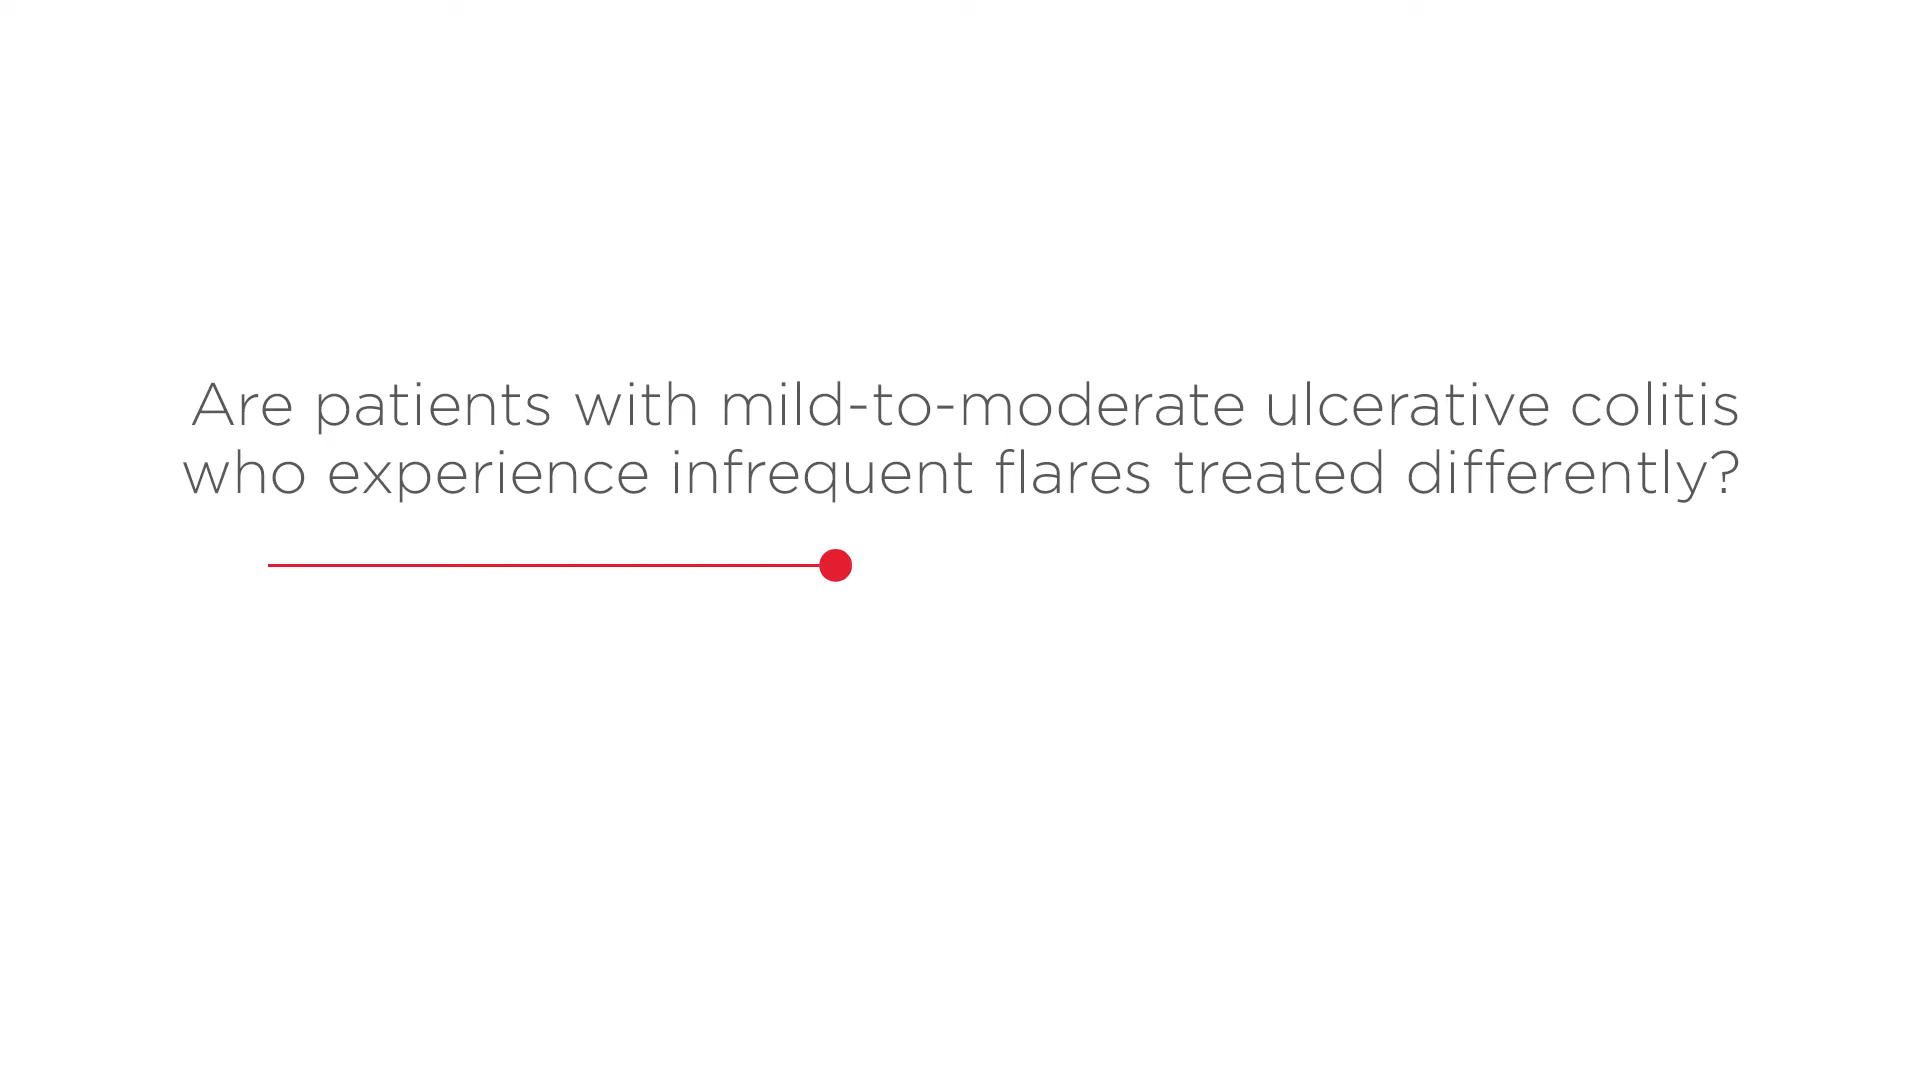 Are patients with mild-to-moderate ulcerative colitis
who experience infrequent flares treated differently?